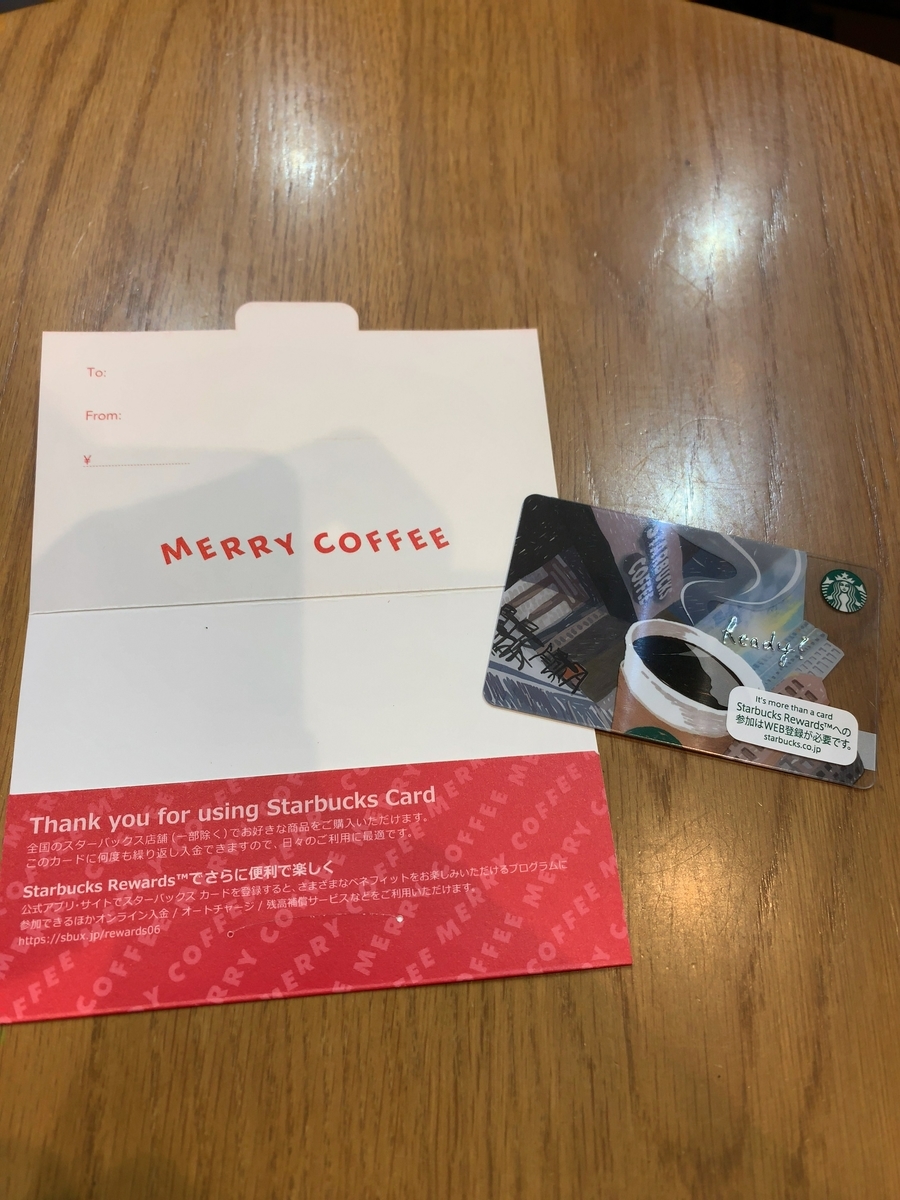 To:
From:
¥
MERRY COFFEE
Thank you for using Starbucks Card
全国のスターバックス店舗(一部除く)でお好きな商品をご購入いただけます。
このカードに何度も繰り返し入金できますので、日々のご利用に最適です。
Starbucks Rewards™でさらに便利で楽しく
公式アプリ・サイトでスターバックス カードを登録すると、さまざまなベネフィットをお楽しみいただけるプログラムに
参加できるほかオンライン入金 / オートチャージ / 残高補償サービスなどをご利用いただけます。
https://sbux.jp/rewards06
STARBUCKS
COFFEE
Ready!
It's more than a card
Starbucks Rewards™への
参加はWEB登録が必要です。
starbucks.co.jp